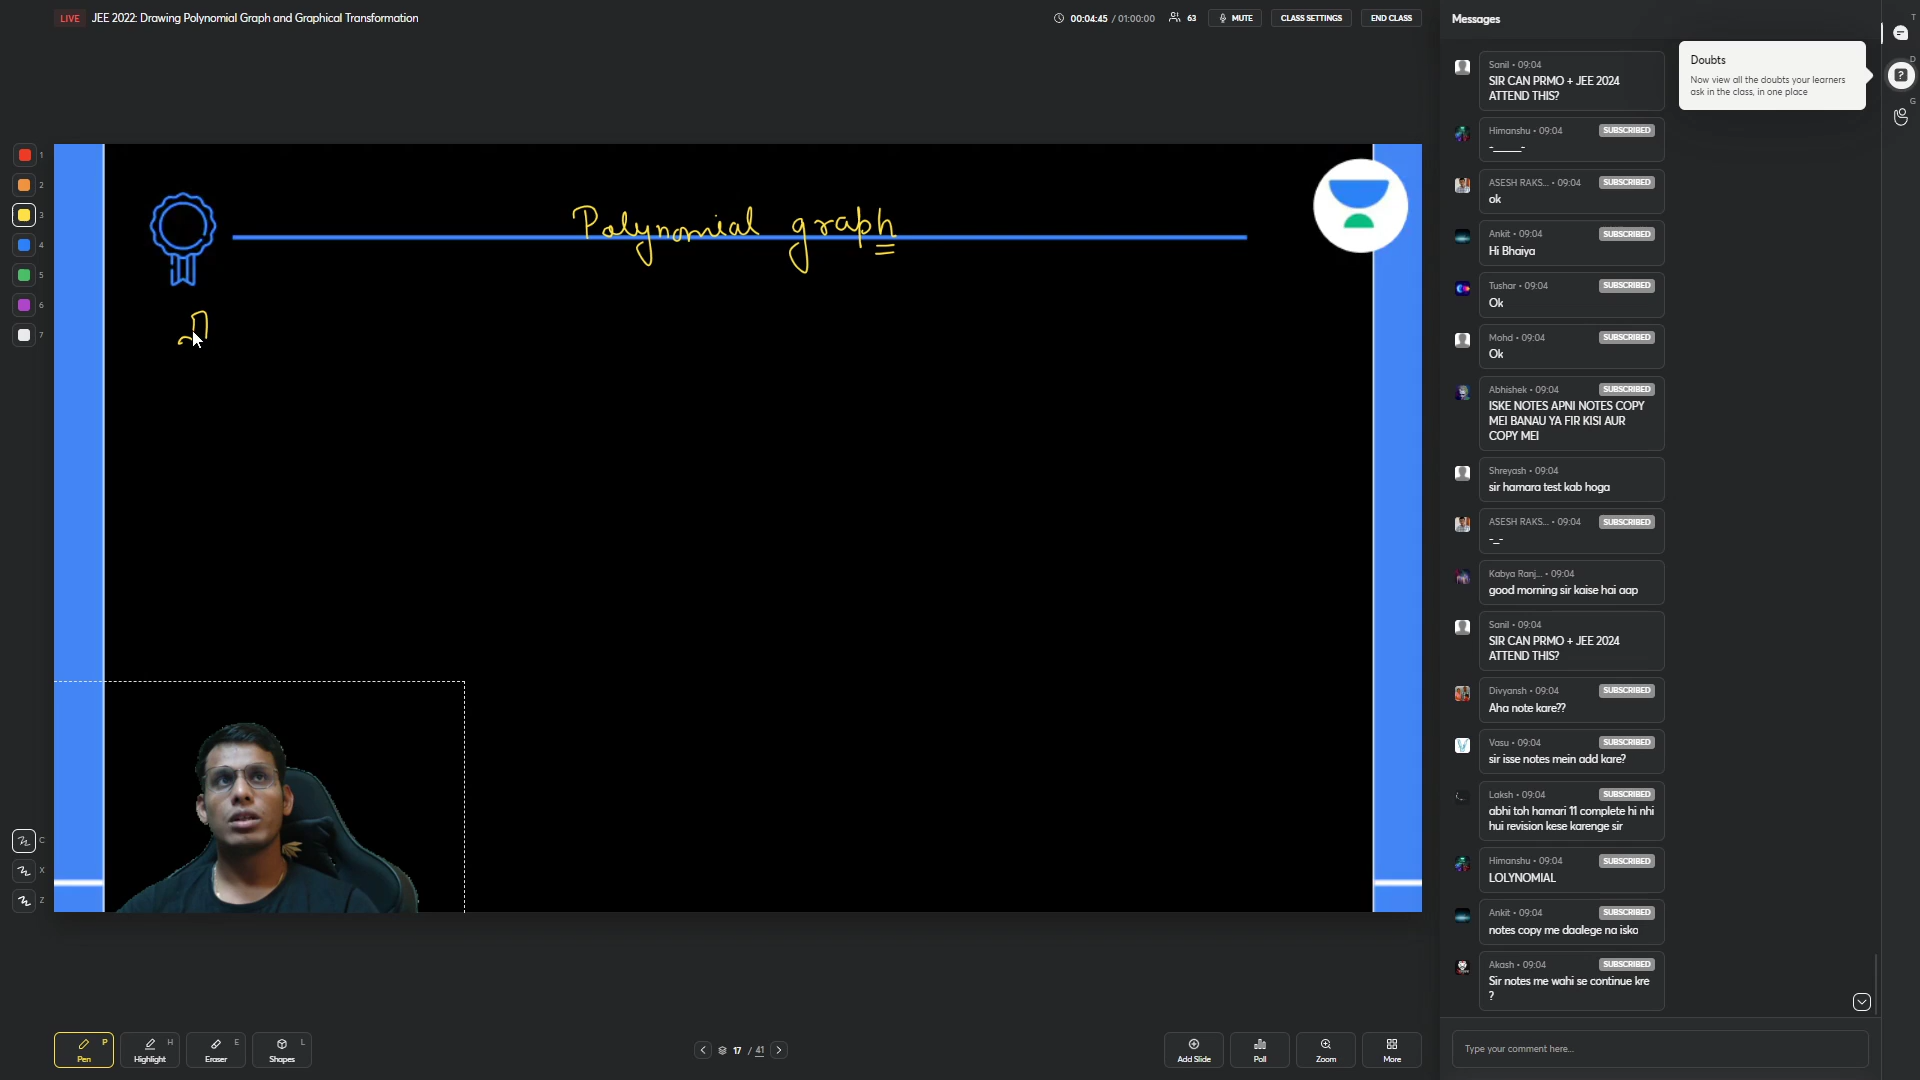 LIVE JEE 2022: Drawing Polynomial Graph and Graphical Transformation
00:04:45 / 01:00:00 63 MUTE CLASS SETTINGS END CLASS
Polynomial graph
1
2
3
4
5
6
7
C
X
Z
Pen P
Highlight H
Eraser E
Shapes L
17 / 41
Add Slide
Poll
Zoom
More
Messages
Sanil • 09:04
SIR CAN PRMO + JEE 2024
ATTEND THIS?
Himanshu • 09:04 SUBSCRIBED
-_____-
ASESH RAKS... • 09:04 SUBSCRIBED
ok
Ankit • 09:04 SUBSCRIBED
Hi Bhaiya
Tushar • 09:04 SUBSCRIBED
Ok
Mohd • 09:04 SUBSCRIBED
Ok
Abhishek • 09:04 SUBSCRIBED
ISKE NOTES APNI NOTES COPY
MEI BANAU YA FIR KISI AUR
COPY MEI
Shreyash • 09:04
sir hamara test kab hoga
ASESH RAKS... • 09:04 SUBSCRIBED
-_-
Kabya Ranj... • 09:04
good morning sir kaise hai aap
Sanil • 09:04
SIR CAN PRMO + JEE 2024
ATTEND THIS?
Divyansh • 09:04 SUBSCRIBED
Aha note kare??
Vasu • 09:04 SUBSCRIBED
sir isse notes mein add kare?
Laksh • 09:04 SUBSCRIBED
abhi toh hamari 11 complete hi nhi
hui revision kese karenge sir
Himanshu • 09:04 SUBSCRIBED
LOLYNOMIAL
Ankit • 09:04 SUBSCRIBED
notes copy me daalege na isko
Akash • 09:04 SUBSCRIBED
Sir notes me wahi se continue kre
?
Type your comment here...
Doubts
Now view all the doubts your learners
ask in the class, in one place
T
D
G